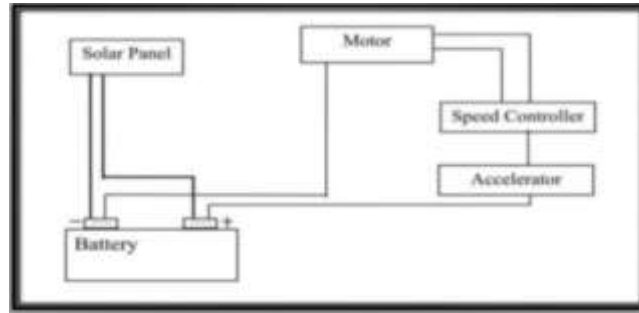 Solar Panel
Motor
Speed Controller
Accelerator
− +
Battery